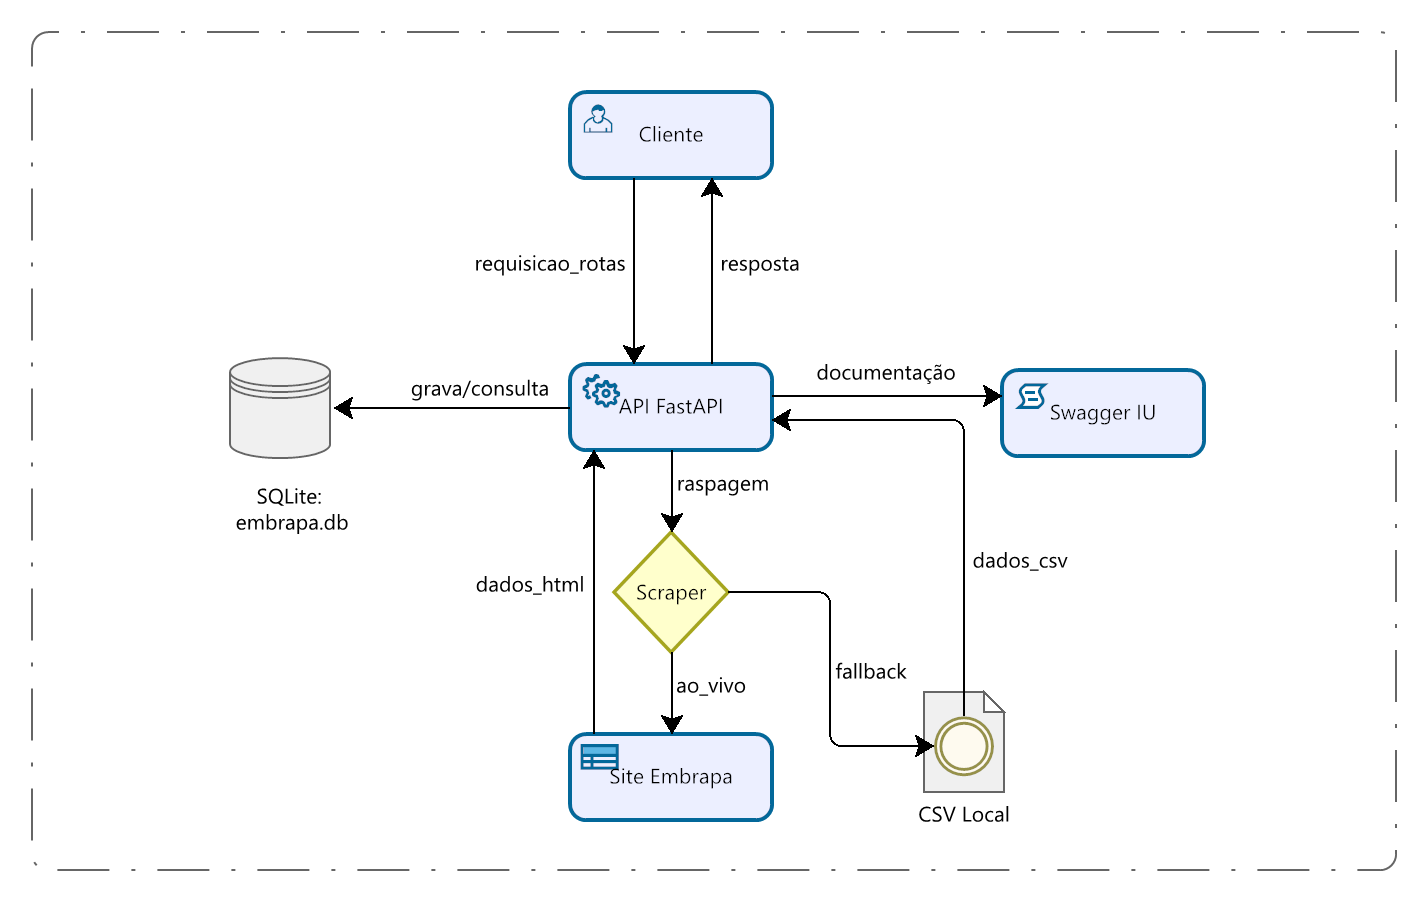 Cliente
requisicao_rotas
resposta
grava/consulta
API FastAPI
documentação
Swagger IU
SQLite:
embrapa.db
raspagem
dados_html
Scraper
dados_csv
fallback
ao_vivo
Site Embrapa
CSV Local